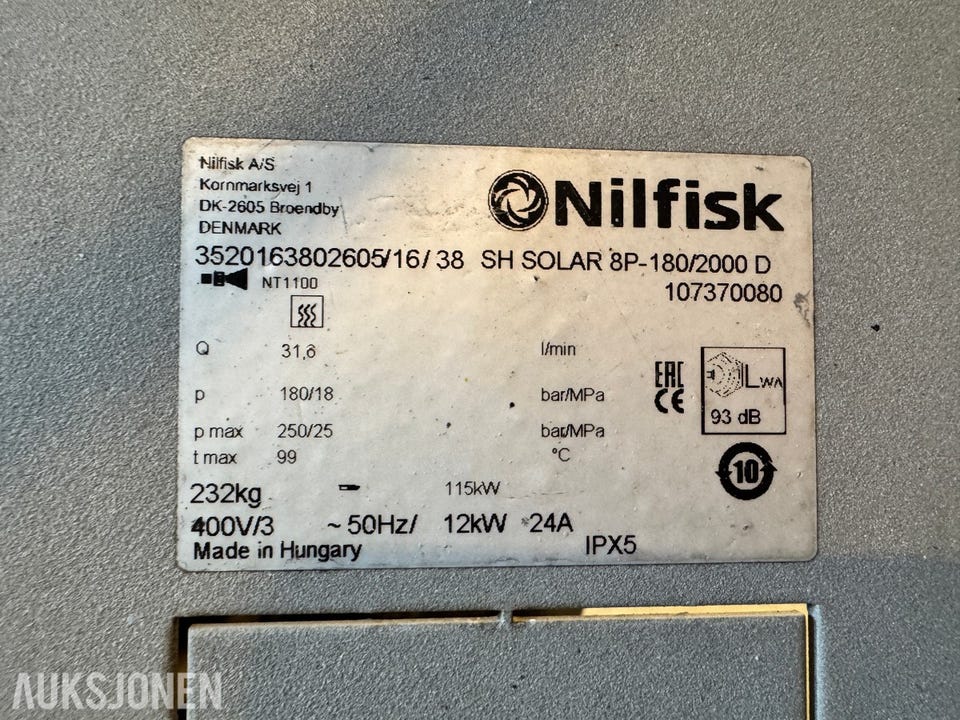 Nilfisk A/S
Kornmarksvej 1
DK-2605 Broendby
DENMARK
Nilfisk
3520163802605/16/38 SH SOLAR 8P-180/2000 D
NT1100
107370080
Q 31,6 l/min
p 180/18 bar/MPa
p max 250/25 bar/MPa
t max 99 °C
EAC
CE
LWA
93 dB
10
232kg 115kW
400V/3 ~ 50Hz/ 12kW 24A
Made in Hungary IPX5
AUKSJONEN